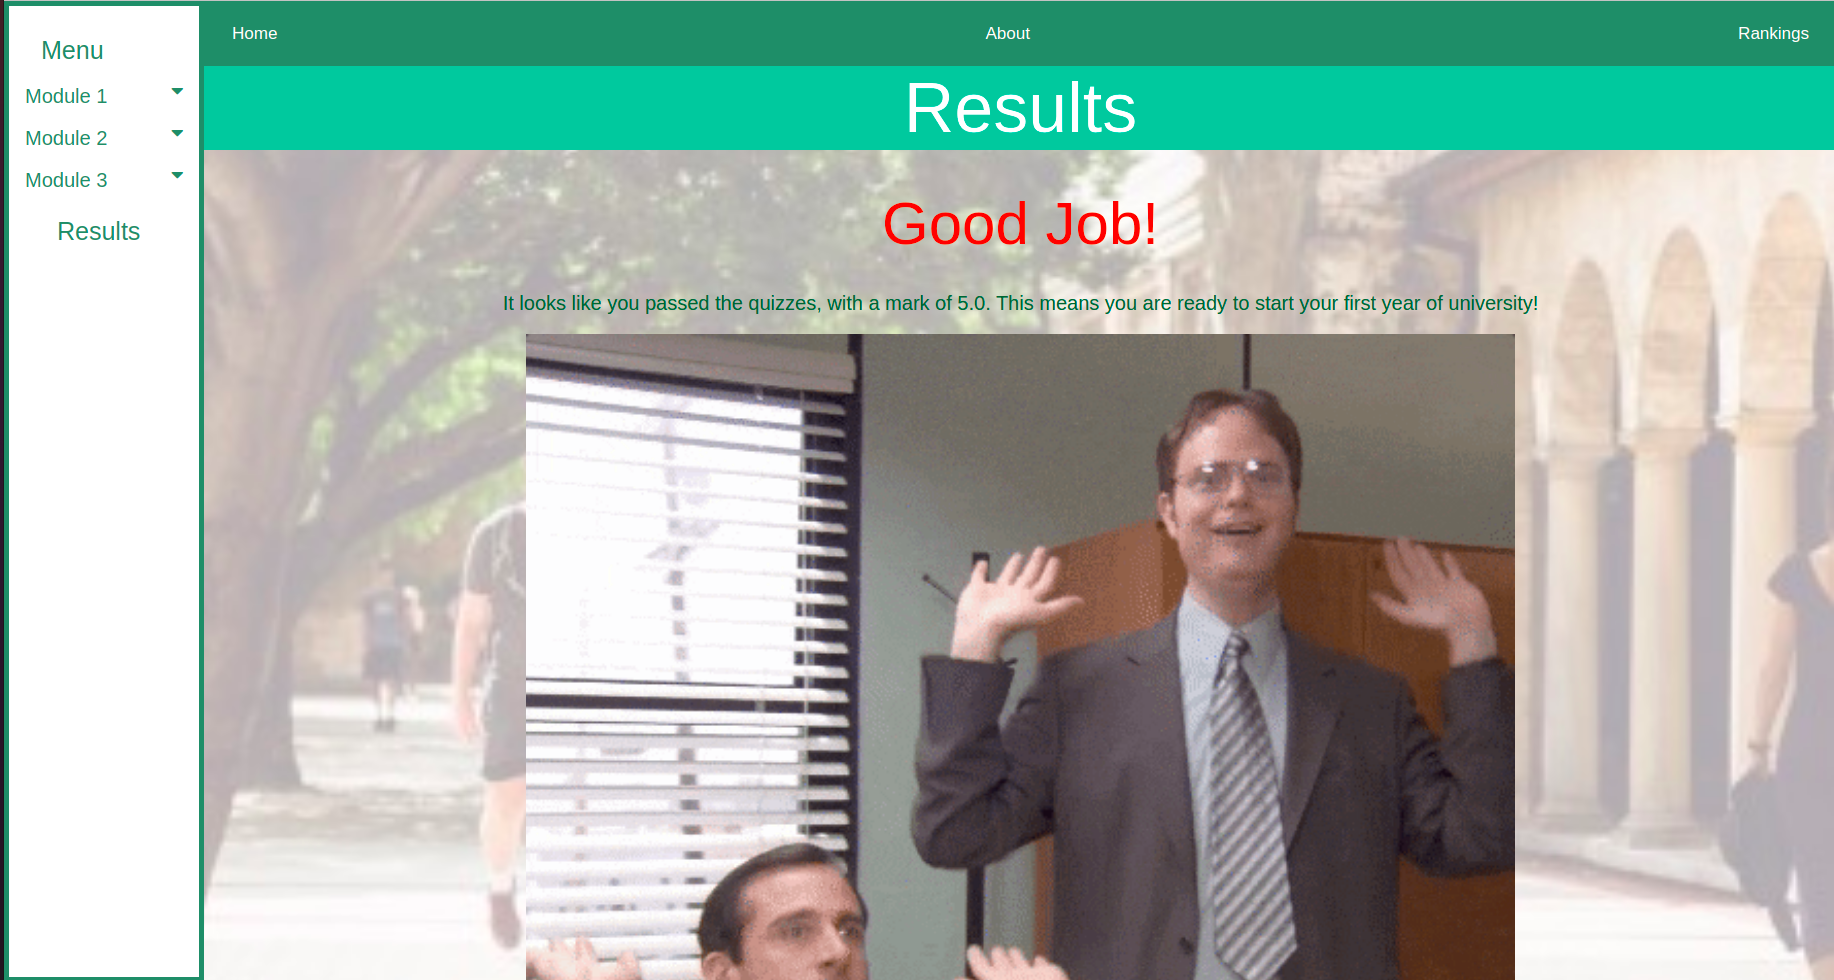 Home
About
Rankings
Menu
Module 1
Module 2
Module 3
Results
Results
Good Job!
It looks like you passed the quizzes, with a mark of 5.0. This means you are ready to start your first year of university!